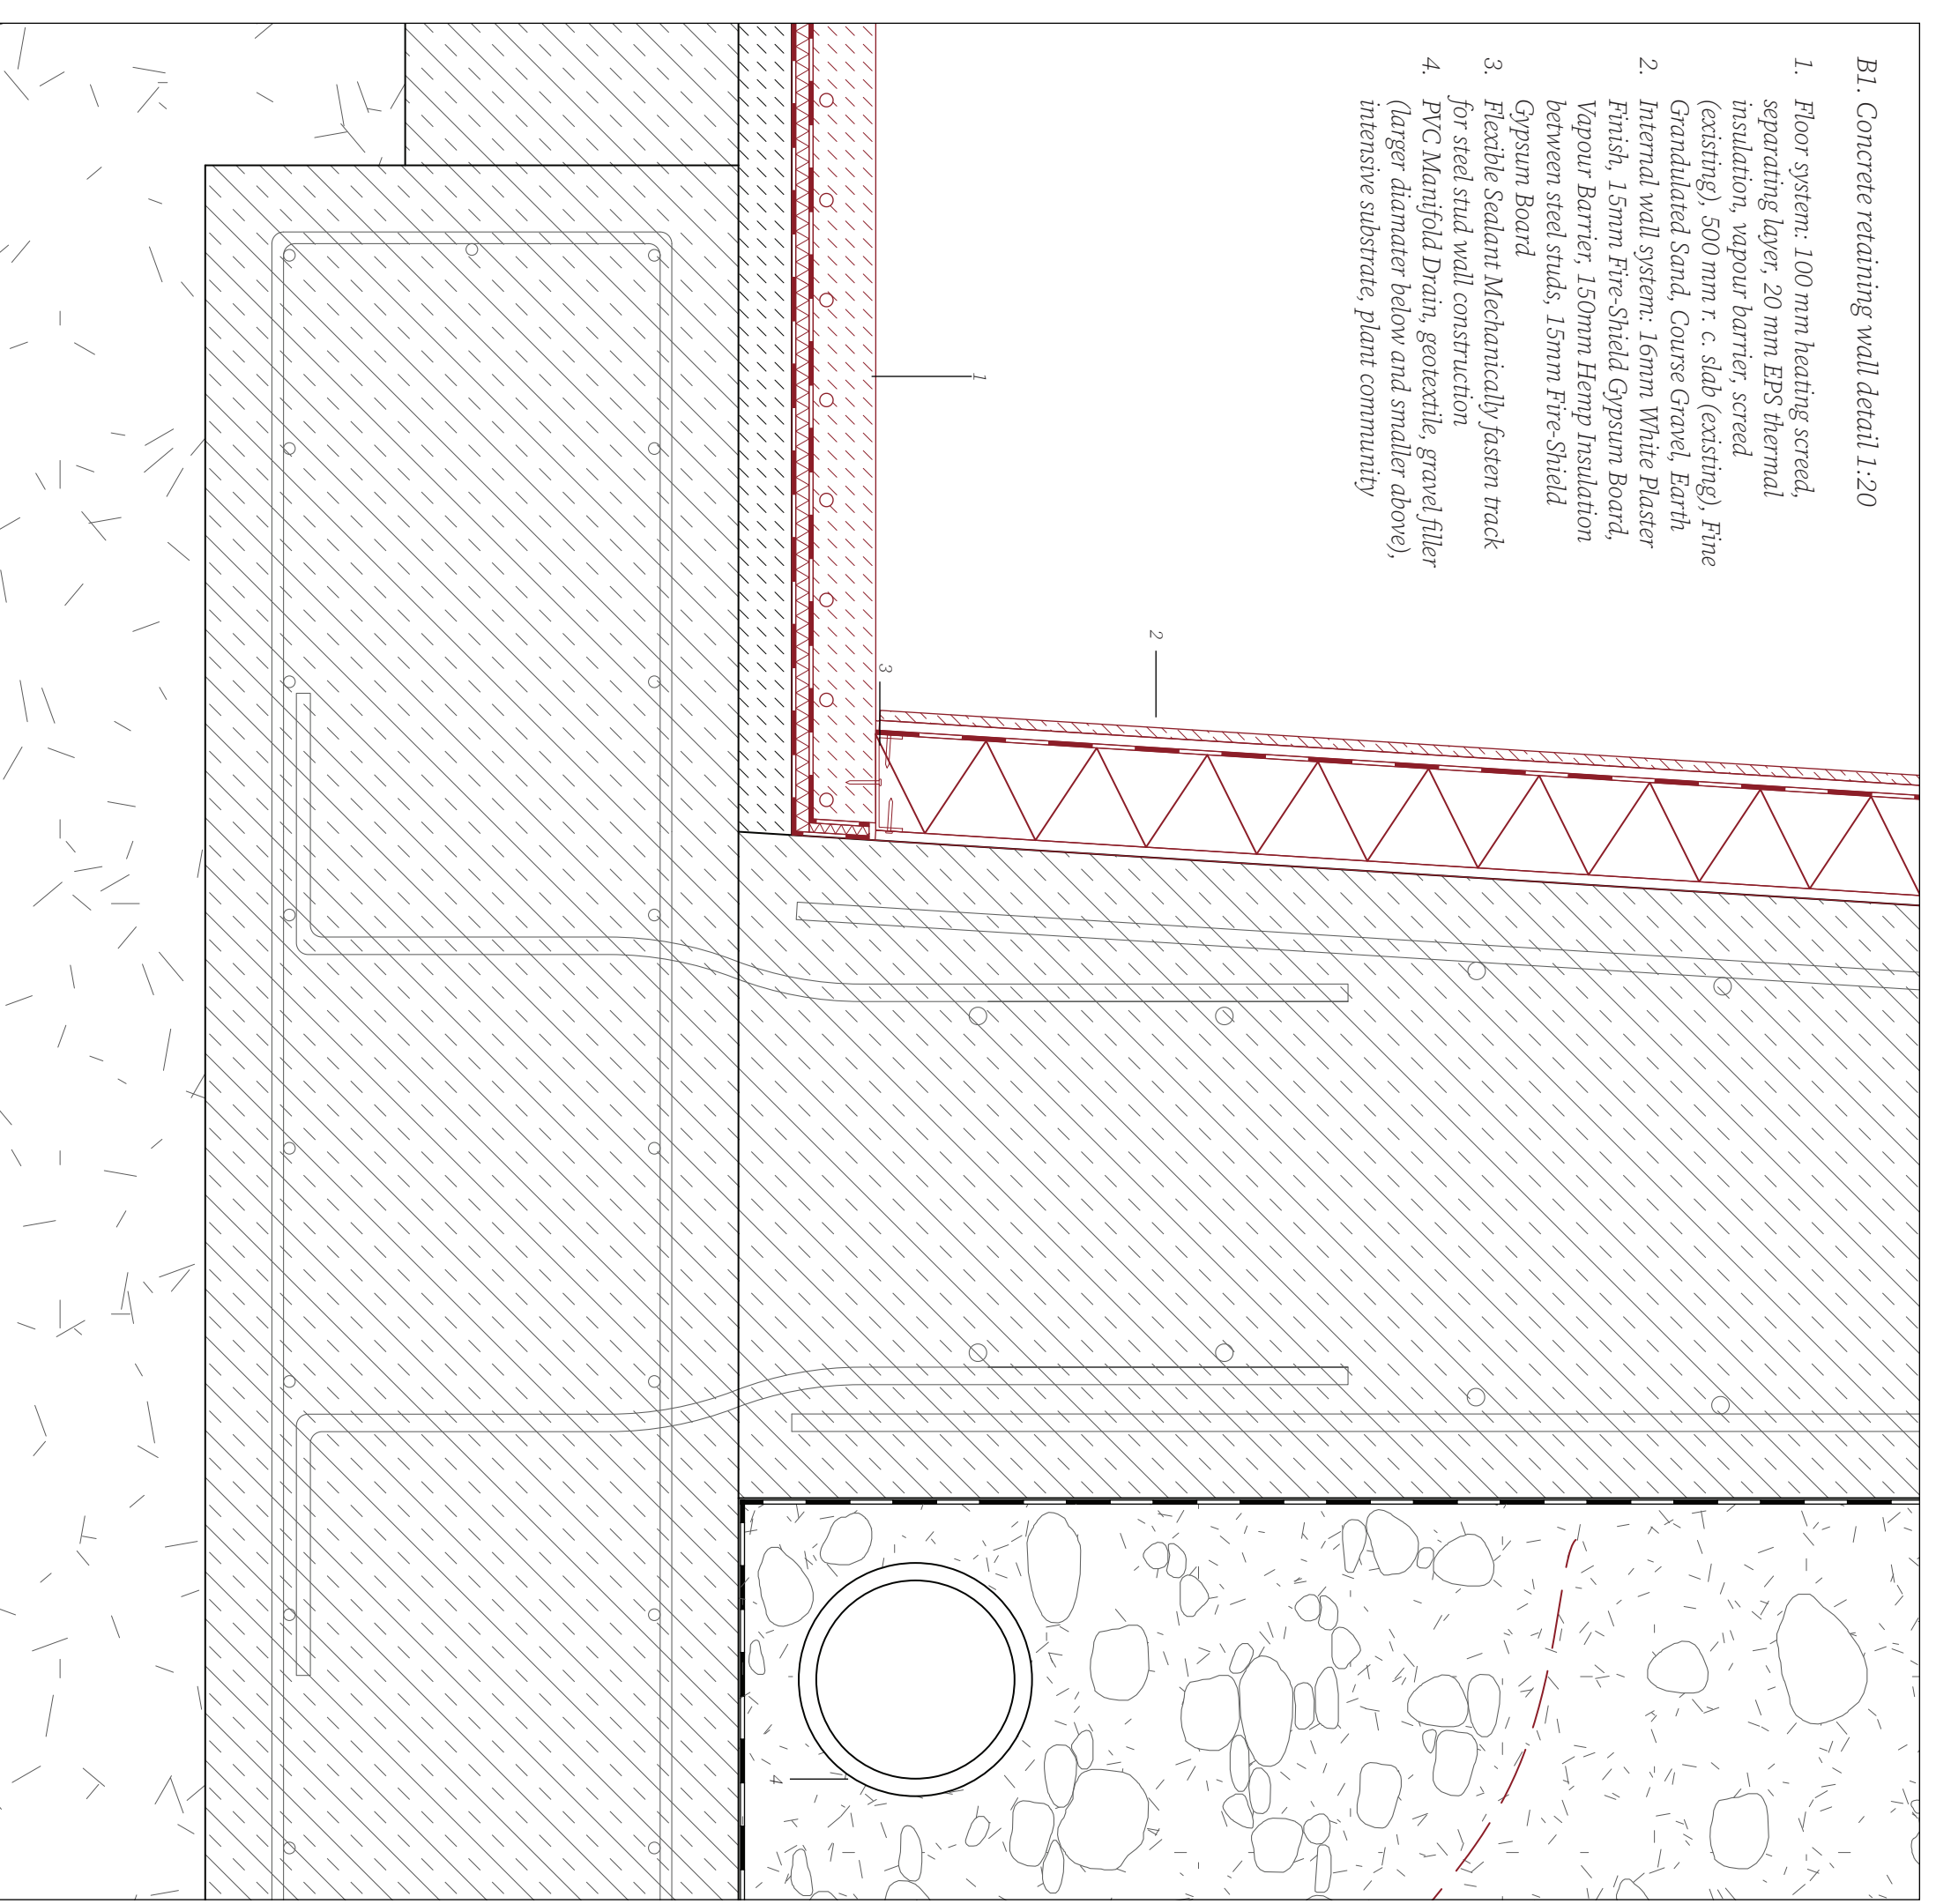 B1. Concrete retaining wall detail 1:20
1. Floor system: 100 mm heating screed,
separating layer, 20 mm EPS thermal
insulation, vapour barrier, screed
(existing), 500 mm r. c. slab (existing), Fine
Grandulated Sand, Course Gravel, Earth
2. Internal wall system: 16mm White Plaster
Finish, 15mm Fire-Shield Gypsum Board,
Vapour Barrier, 150mm Hemp Insulation
between steel studs, 15mm Fire-Shield
Gypsum Board
3. Flexible Sealant Mechanically fasten track
for steel stud wall construction
4. PVC Manifold Drain, geotextile, gravel filler
(larger diamater below and smaller above),
intensive substrate, plant community
2
1
3
4